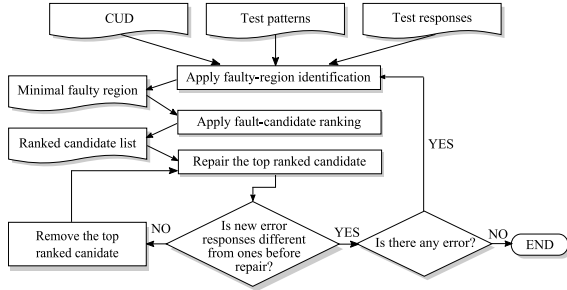 CUD
Test patterns
Test responses
Apply faulty-region identification
Minimal faulty region
Apply fault-candidate ranking
YES
Ranked candidate list
Repair the top ranked candidate
Remove the top
ranked canidate
NO
Is new error
responses different
from ones before
repair?
YES
Is there any error?
NO
END